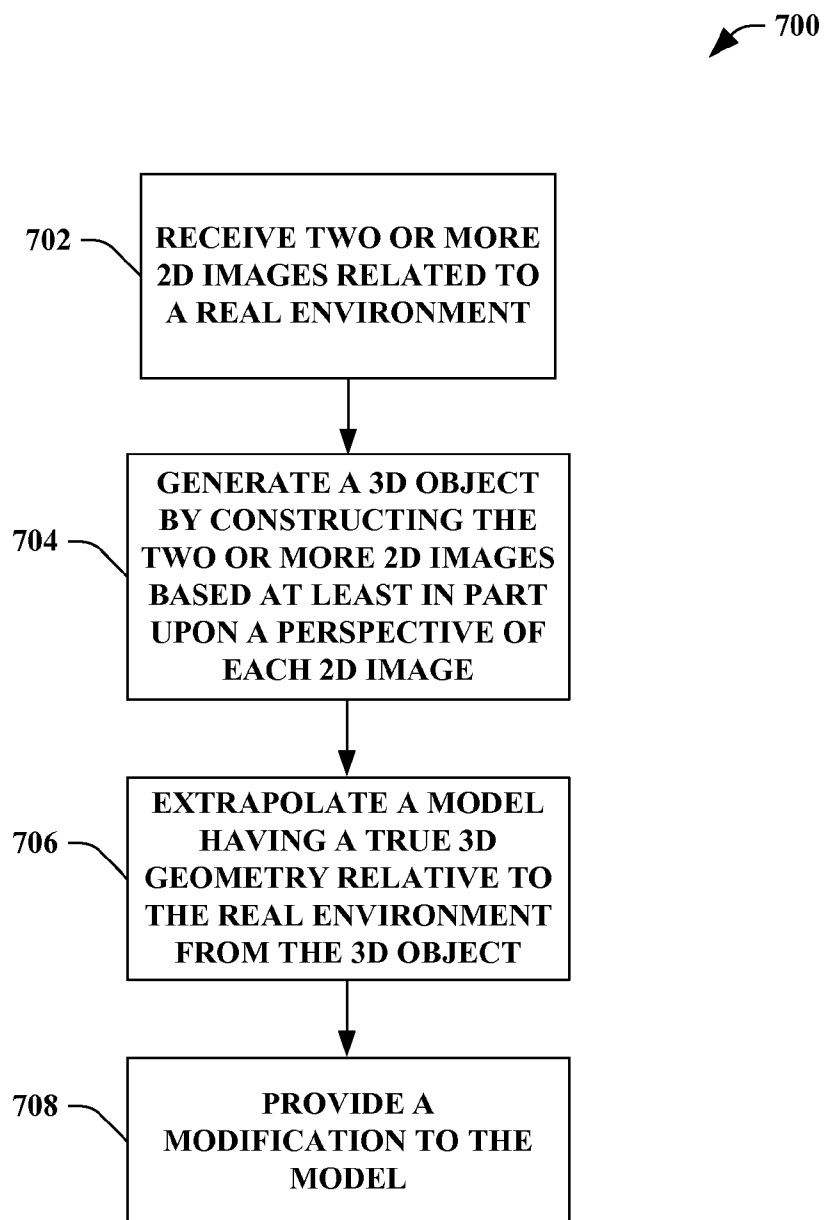 700
702
RECEIVE TWO OR MORE
2D IMAGES RELATED TO
A REAL ENVIRONMENT
704
GENERATE A 3D OBJECT
BY CONSTRUCTING THE
TWO OR MORE 2D IMAGES
BASED AT LEAST IN PART
UPON A PERSPECTIVE OF
EACH 2D IMAGE
706
EXTRAPOLATE A MODEL
HAVING A TRUE 3D
GEOMETRY RELATIVE TO
THE REAL ENVIRONMENT
FROM THE 3D OBJECT
708
PROVIDE A
MODIFICATION TO THE
MODEL